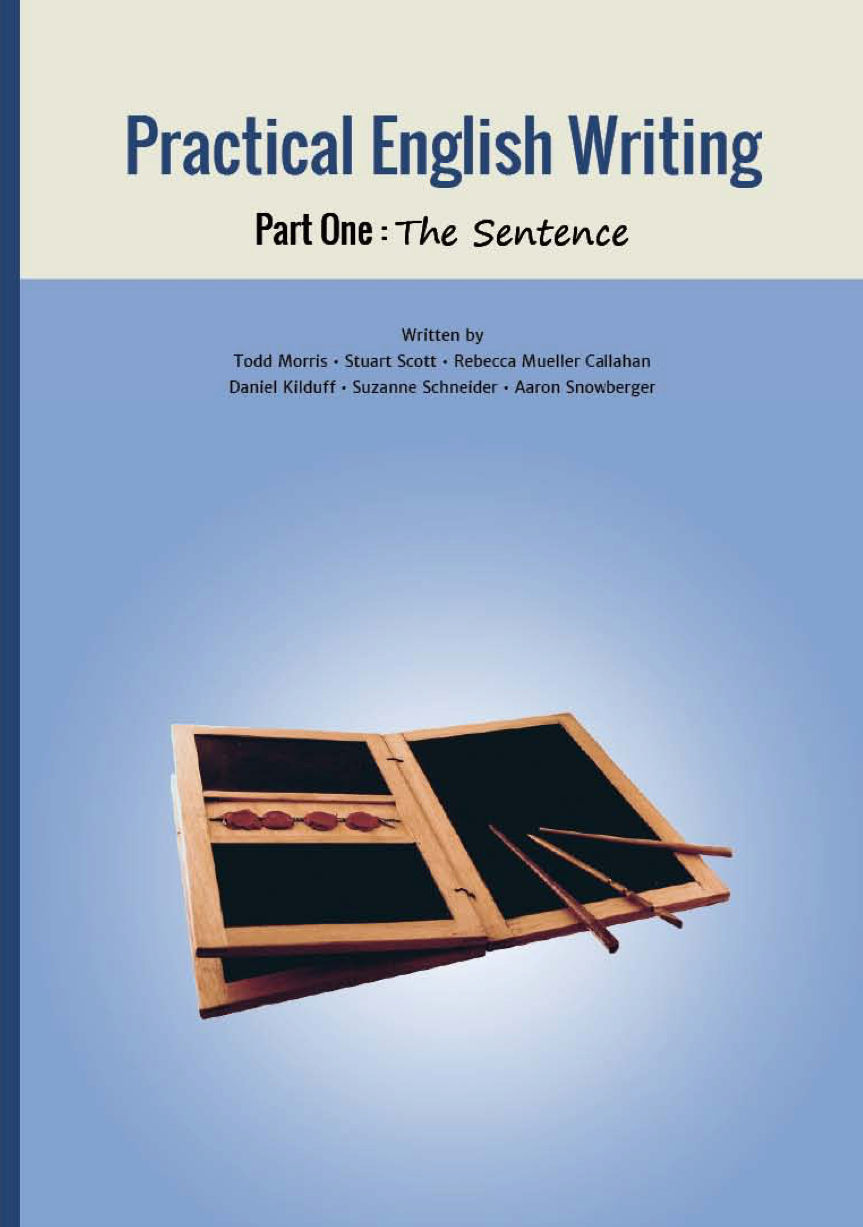 Practical English Writing
Part One : The Sentence
Written by
Todd Morris • Stuart Scott • Rebecca Mueller Callahan
Daniel Kilduff • Suzanne Schneider • Aaron Snowberger